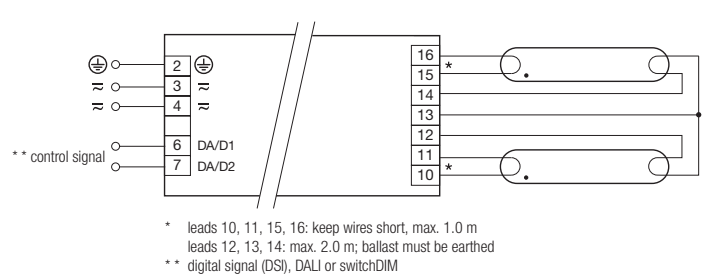 2
3 ≂
4 ≂
* * control signal
6 DA/D1
7 DA/D2
16
*
15
14
13
12
11
*
10
* leads 10, 11, 15, 16: keep wires short, max. 1.0 m
leads 12, 13, 14: max. 2.0 m; ballast must be earthed
* * digital signal (DSI), DALI or switchDIM